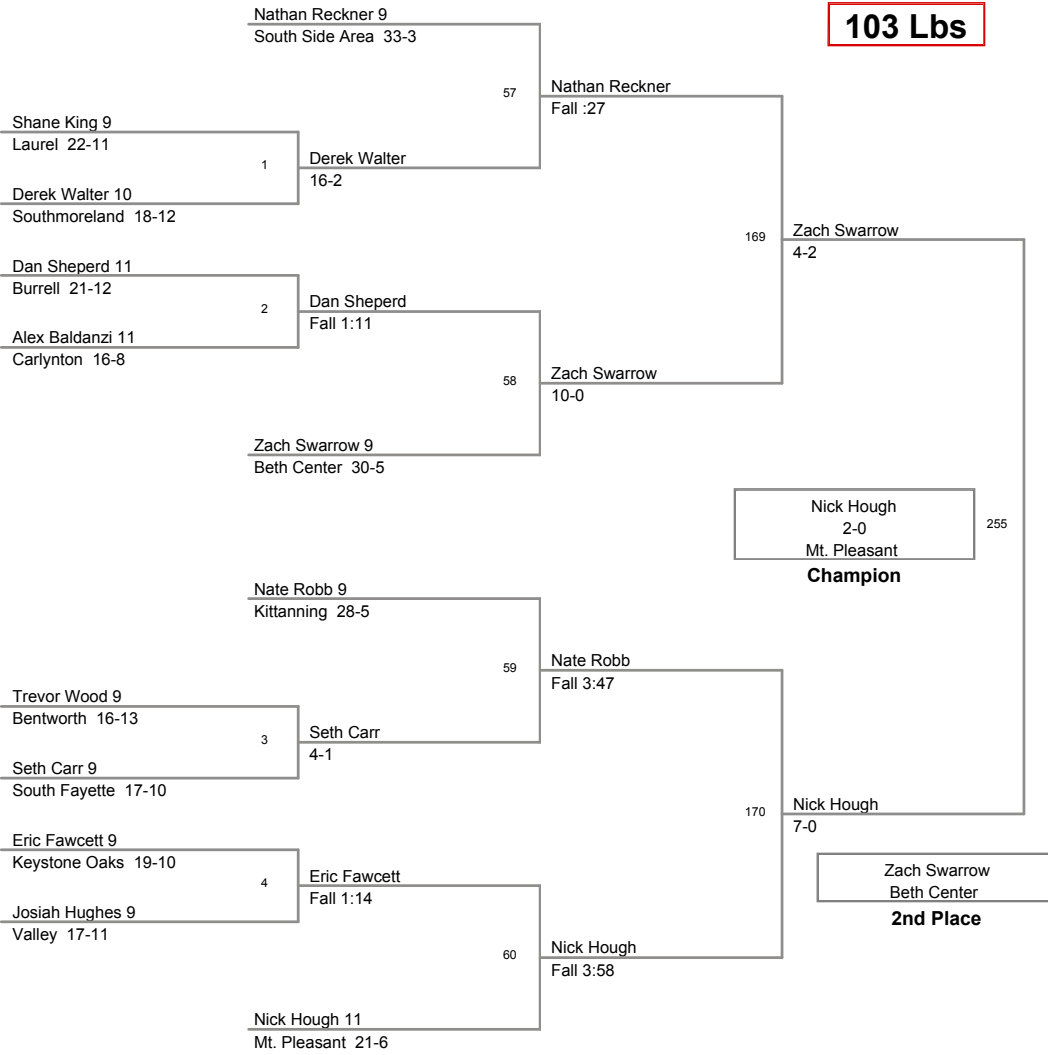 103 Lbs
Nathan Reckner 9
South Side Area 33-3
57
Nathan Reckner
Fall :27
Shane King 9
Laurel 22-11
1
Derek Walter
16-2
Derek Walter 10
Southmoreland 18-12
169
Zach Swarrow
4-2
Dan Sheperd 11
Burrell 21-12
2
Dan Sheperd
Fall 1:11
Alex Baldanzi 11
Carlynton 16-8
58
Zach Swarrow
10-0
Zach Swarrow 9
Beth Center 30-5
Nick Hough
2-0
Mt. Pleasant
255
Champion
Nate Robb 9
Kittanning 28-5
59
Nate Robb
Fall 3:47
Trevor Wood 9
Bentworth 16-13
3
Seth Carr
4-1
Seth Carr 9
South Fayette 17-10
170
Nick Hough
7-0
Eric Fawcett 9
Keystone Oaks 19-10
4
Eric Fawcett
Fall 1:14
Josiah Hughes 9
Valley 17-11
Zach Swarrow
Beth Center
2nd Place
60
Nick Hough
Fall 3:58
Nick Hough 11
Mt. Pleasant 21-6